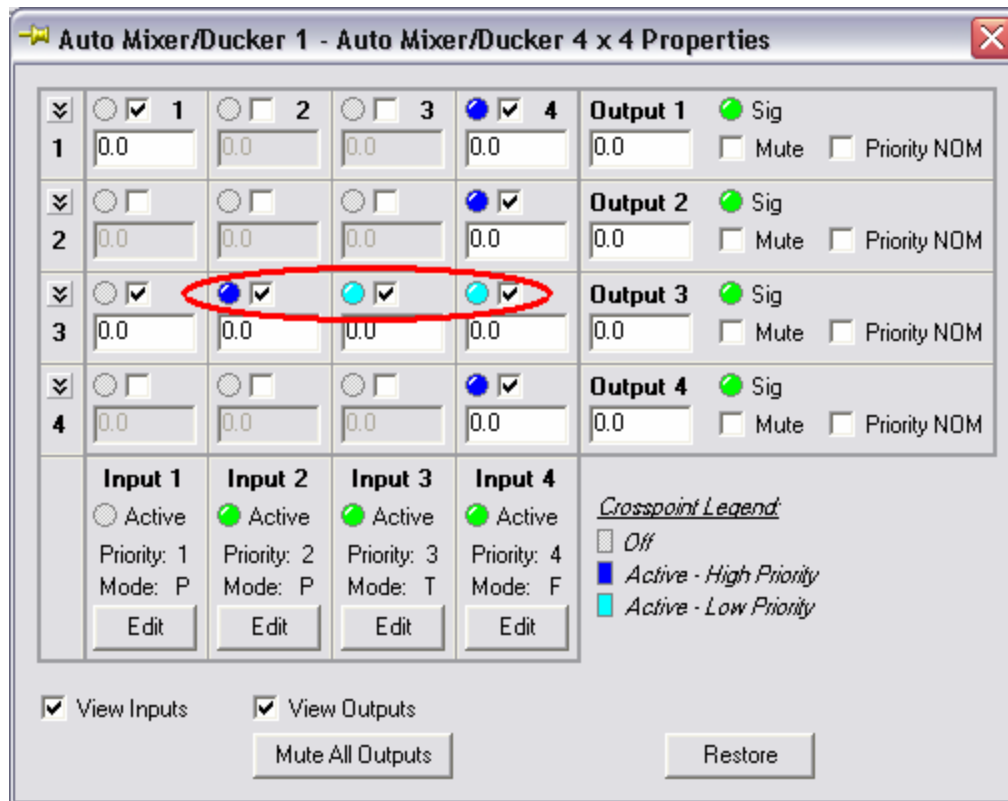 Auto Mixer/Ducker 1 - Auto Mixer/Ducker 4 x 4 Properties
1 2 3 4 Output 1 Sig
1 0.0 0.0 0.0 0.0 0.0 Mute Priority NOM
Output 2 Sig
2 0.0 0.0 0.0 0.0 0.0 Mute Priority NOM
Output 3 Sig
3 0.0 0.0 0.0 0.0 0.0 Mute Priority NOM
Output 4 Sig
4 0.0 0.0 0.0 0.0 0.0 Mute Priority NOM
Input 1 Input 2 Input 3 Input 4
Active Active Active Active
Priority: 1 Priority: 2 Priority: 3 Priority: 4
Mode: P Mode: P Mode: T Mode: F
Edit Edit Edit Edit
Crosspoint Legend:
Off
Active - High Priority
Active - Low Priority
View Inputs View Outputs
Mute All Outputs Restore